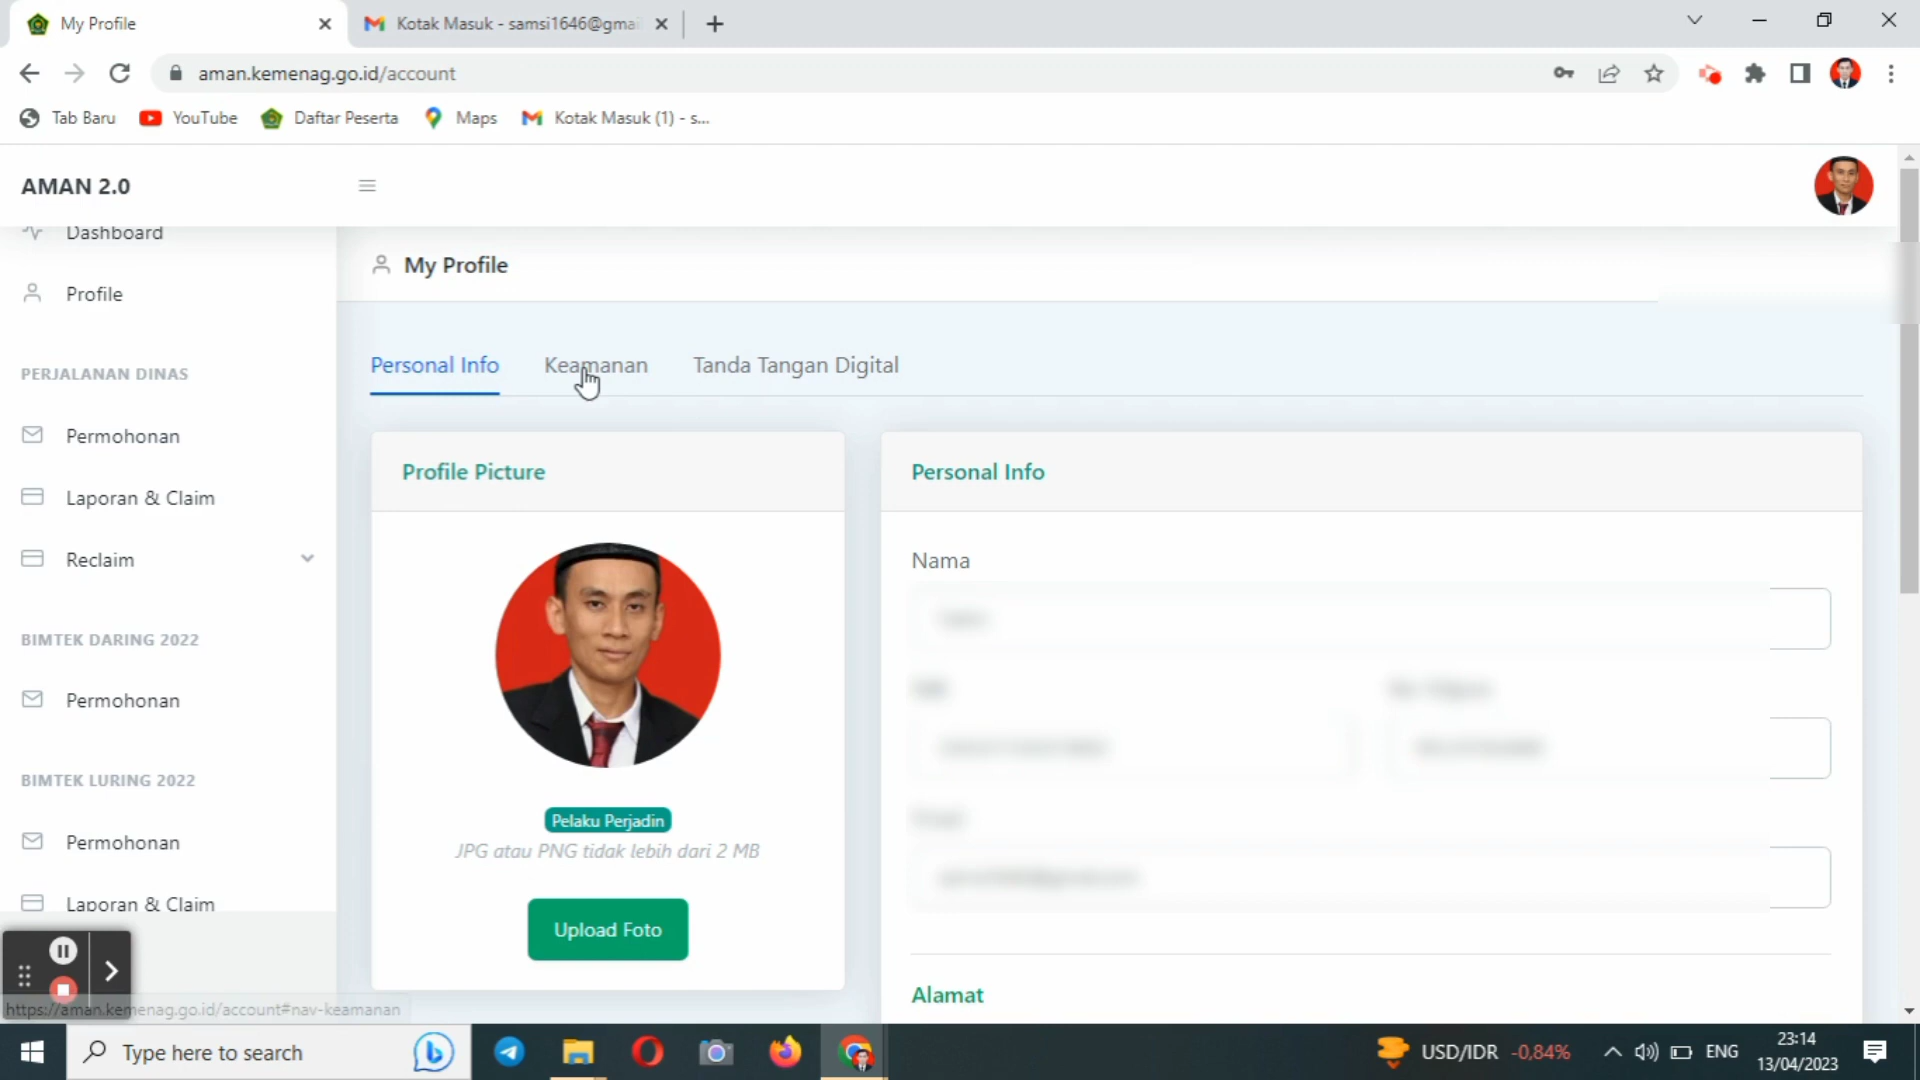 My Profile
Kotak Masuk - samsi1646@gmai
aman.kemenag.go.id/account
Tab Baru
YouTube
Daftar Peserta
Maps
Kotak Masuk (1) - s...
AMAN 2.0
Dashboard
Profile
PERJALANAN DINAS
Permohonan
Laporan & Claim
Reclaim
BIMTEK DARING 2022
Permohonan
BIMTEK LURING 2022
Permohonan
Laporan & Claim
My Profile
Personal Info
Keamanan
Tanda Tangan Digital
Profile Picture
Pelaku Perjadin
JPG atau PNG tidak lebih dari 2 MB
Upload Foto
Personal Info
Nama
Alamat
https://aman.kemenag.go.id/account#nav-keamanan
Type here to search
USD/IDR -0,84%
ENG
23:14
13/04/2023